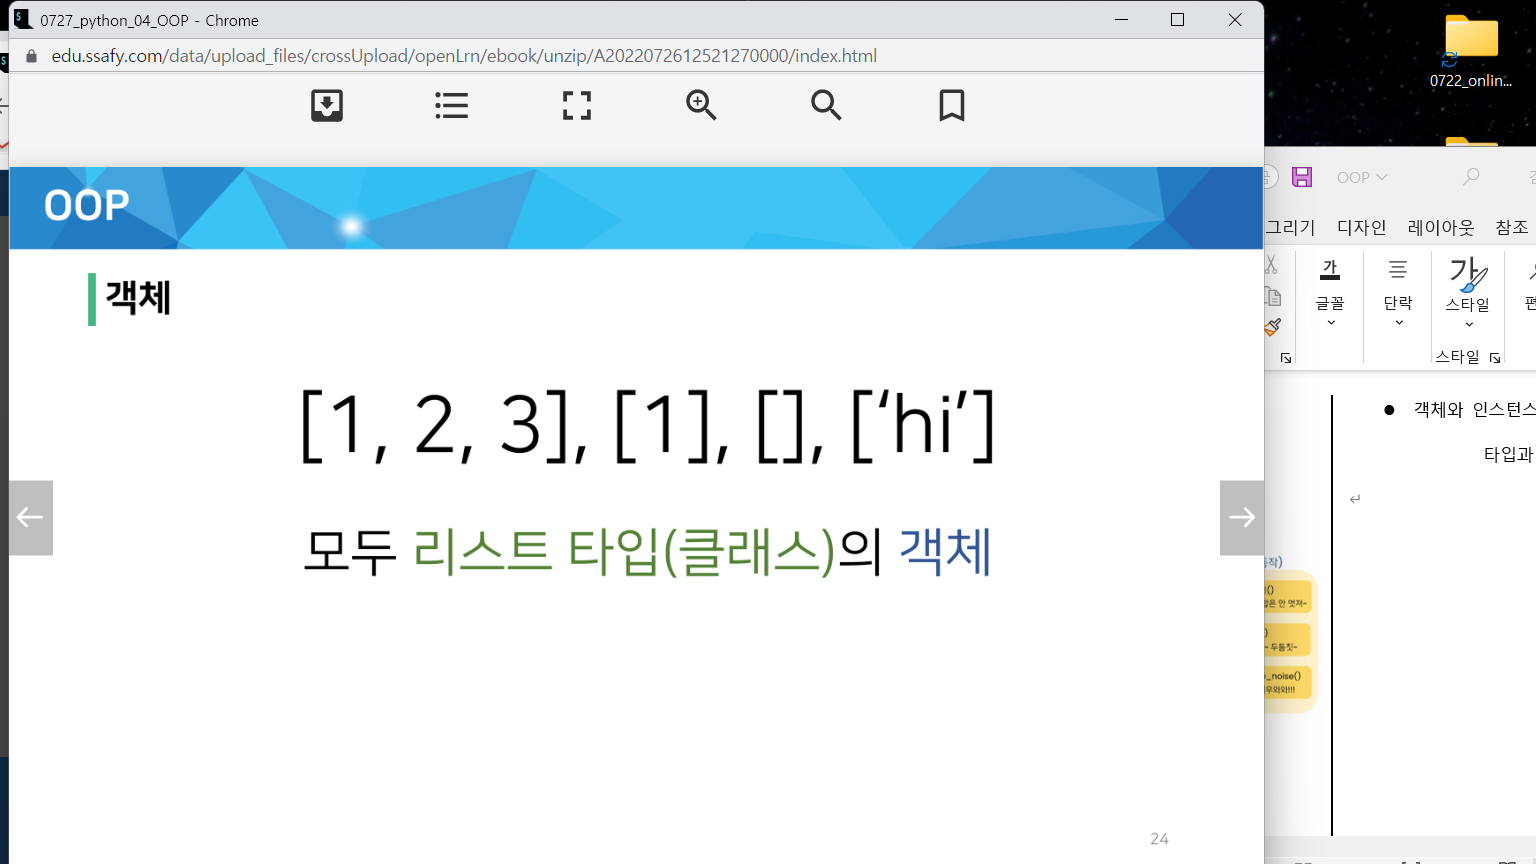 0727_python_04_OOP - Chrome
edu.ssafy.com/data/upload_files/crossUpload/openLrn/ebook/unzip/A2022072612521270000/index.html
OOP
객체
[1, 2, 3], [1], [], [‘hi’]
모두 리스트 타입(클래스)의 객체
24
0722_onlin...
OOP
그리기 디자인 레이아웃 참조
가
글꼴
단락
가
스타일
스타일
● 객체와 인스턴스
타입과